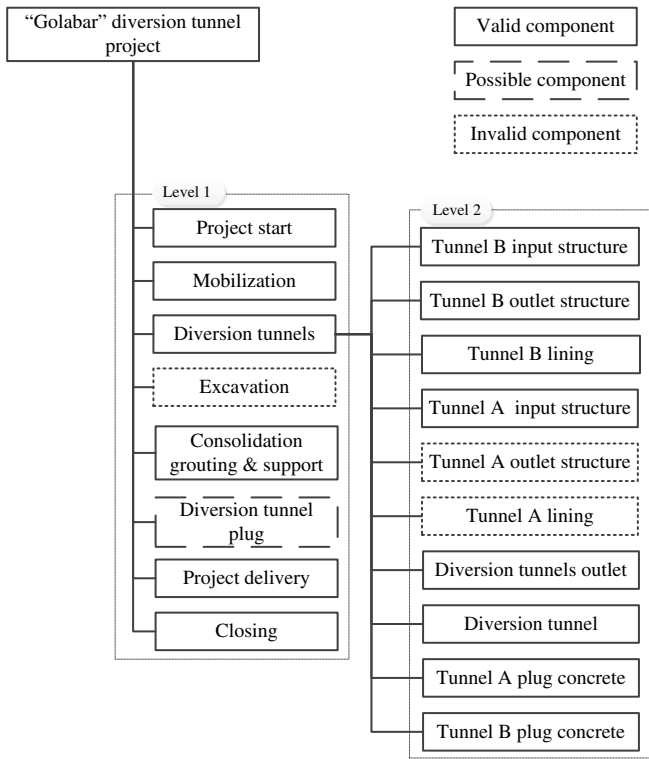 “Golabar” diversion tunnel
project
Valid component
Possible component
Invalid component
Level 1
Project start
Mobilization
Diversion tunnels
Excavation
Consolidation
grouting & support
Diversion tunnel
plug
Project delivery
Closing
Level 2
Tunnel B input structure
Tunnel B outlet structure
Tunnel B lining
Tunnel A input structure
Tunnel A outlet structure
Tunnel A lining
Diversion tunnels outlet
Diversion tunnel
Tunnel A plug concrete
Tunnel B plug concrete